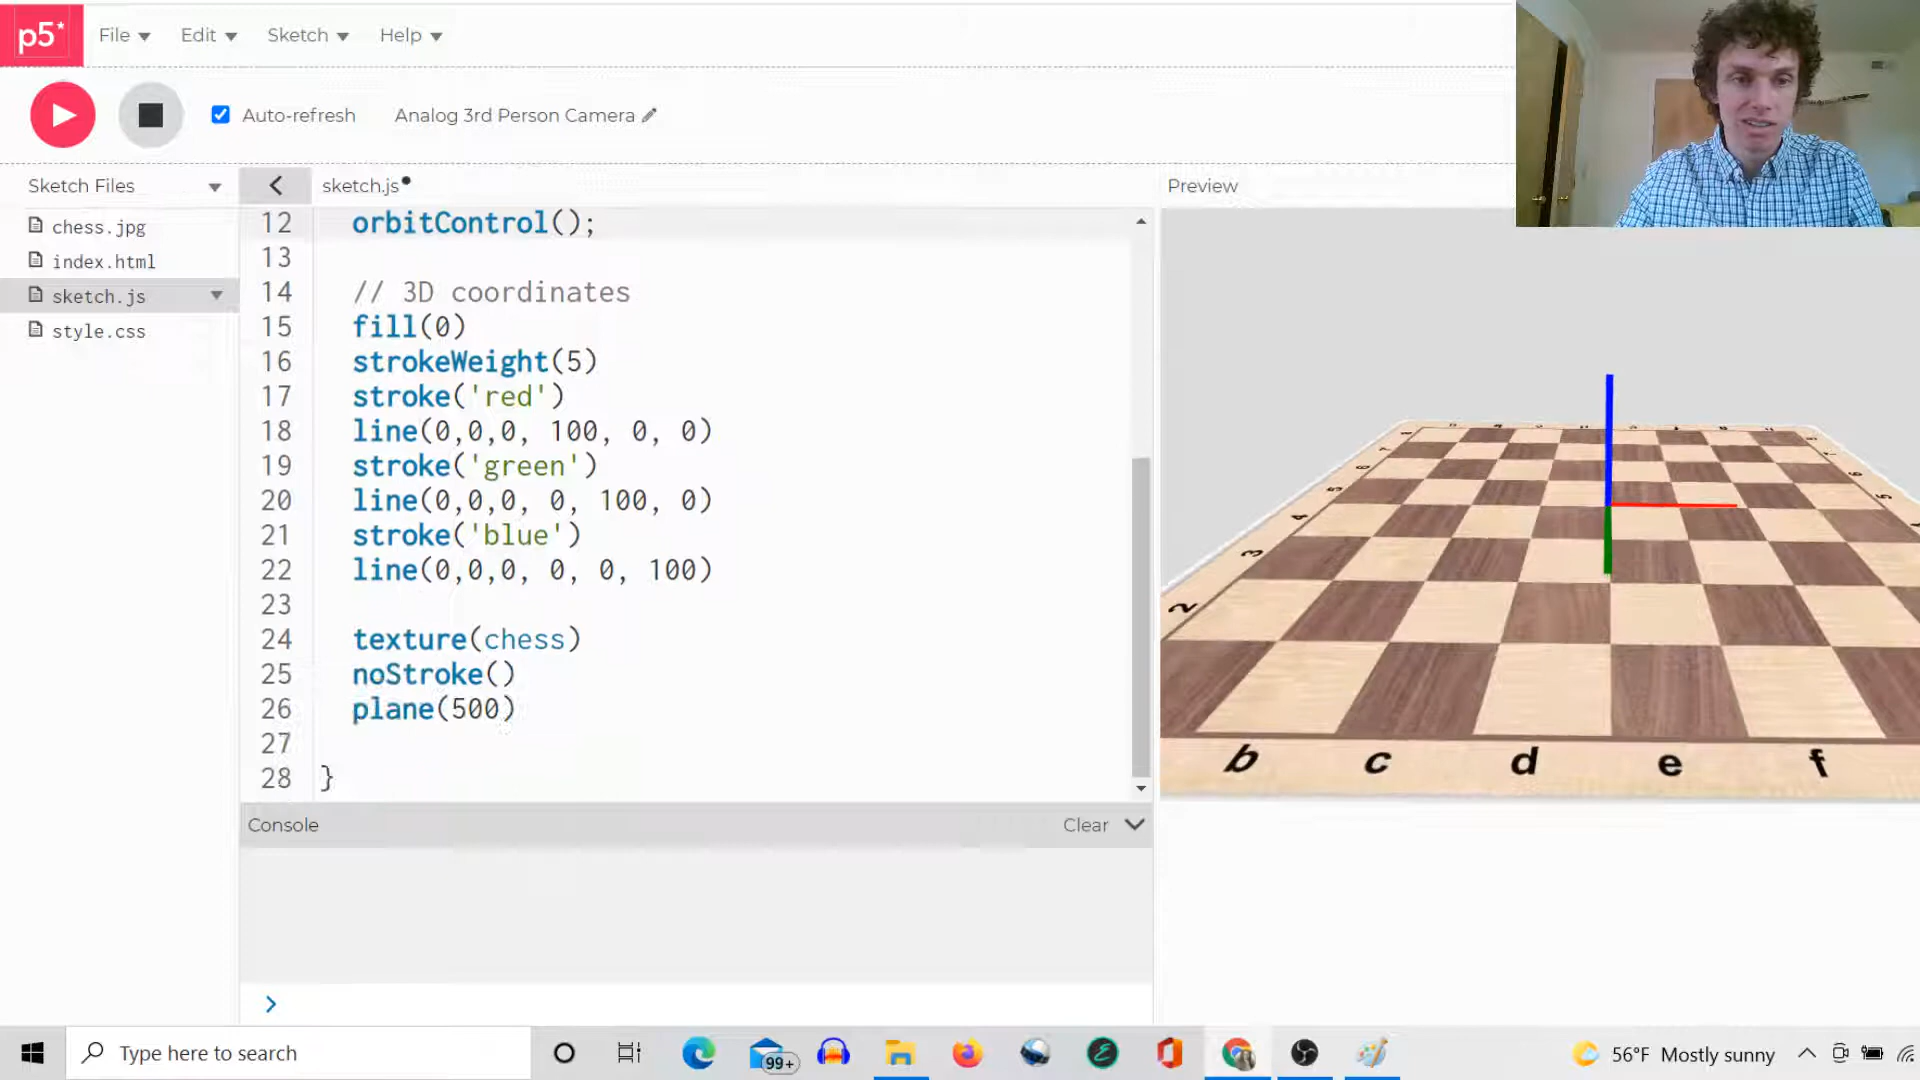 p5*
File Edit Sketch Help
Auto-refresh Analog 3rd Person Camera
Sketch Files
sketch.js
Preview
chess.jpg
index.html
sketch.js
style.css
12 orbitControl();
13
14 // 3D coordinates
15 fill(0)
16 strokeWeight(5)
17 stroke('red')
18 line(0,0,0, 100, 0, 0)
19 stroke('green')
20 line(0,0,0, 0, 100, 0)
21 stroke('blue')
22 line(0,0,0, 0, 0, 100)
23
24 texture(chess)
25 noStroke()
26 plane(500)
27
28 }
5
4
3
2
b c d e f
Console Clear
>
Type here to search
99+
56°F Mostly sunny